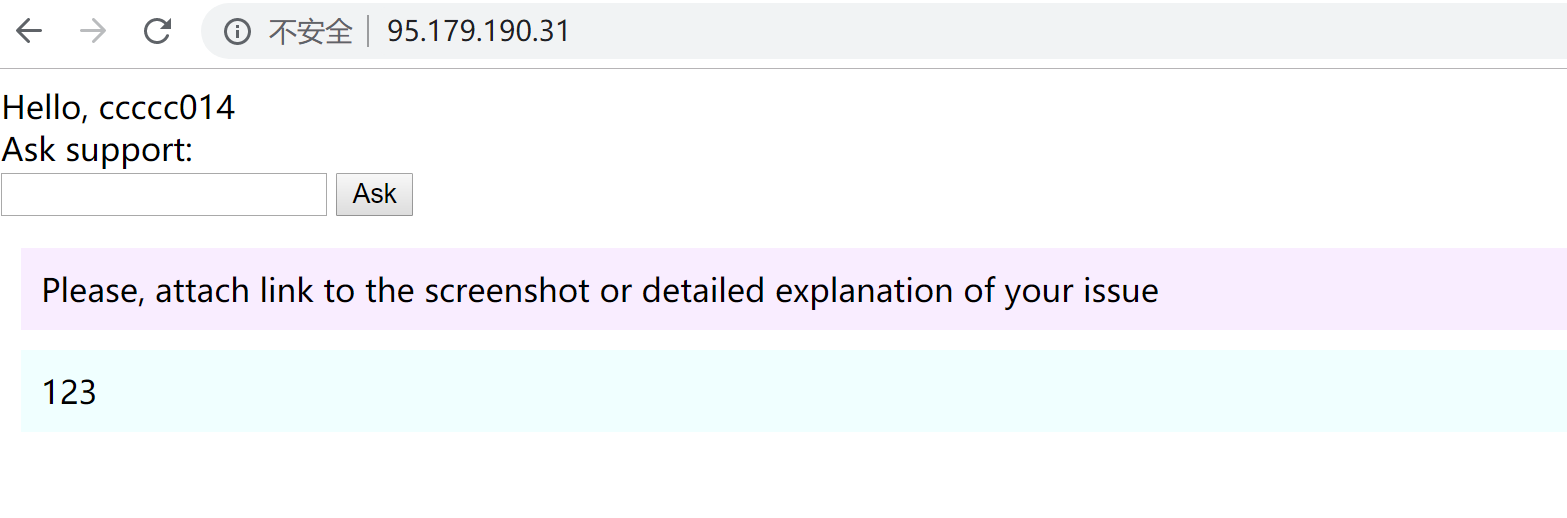 不安全 95.179.190.31
Hello, ccccc014
Ask support:
Ask
Please, attach link to the screenshot or detailed explanation of your issue
123